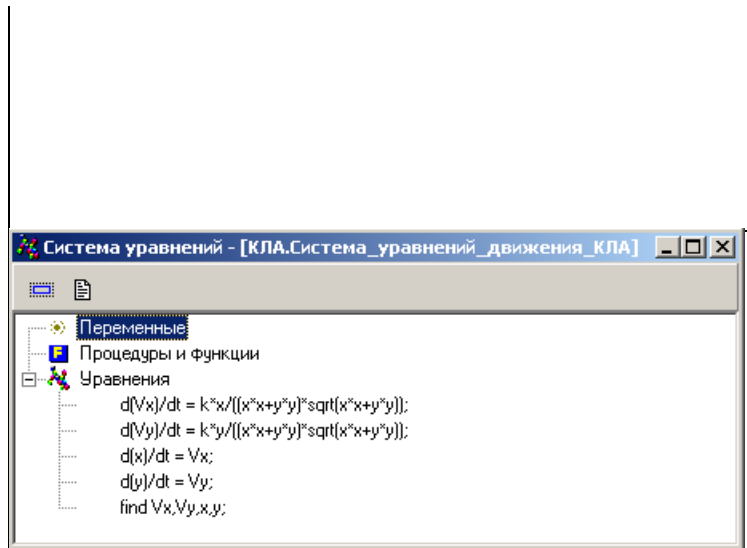 Система уравнений - [КЛА.Система_уравнений_движения_КЛА]
Переменные
F Процедуры и функции
Уравнения
d(Vx)/dt = k*x/((x*x+y*y)*sqrt(x*x+y*y));
d(Vy)/dt = k*y/((x*x+y*y)*sqrt(x*x+y*y));
d(x)/dt = Vx;
d(y)/dt = Vy;
find Vx,Vy,x,y;